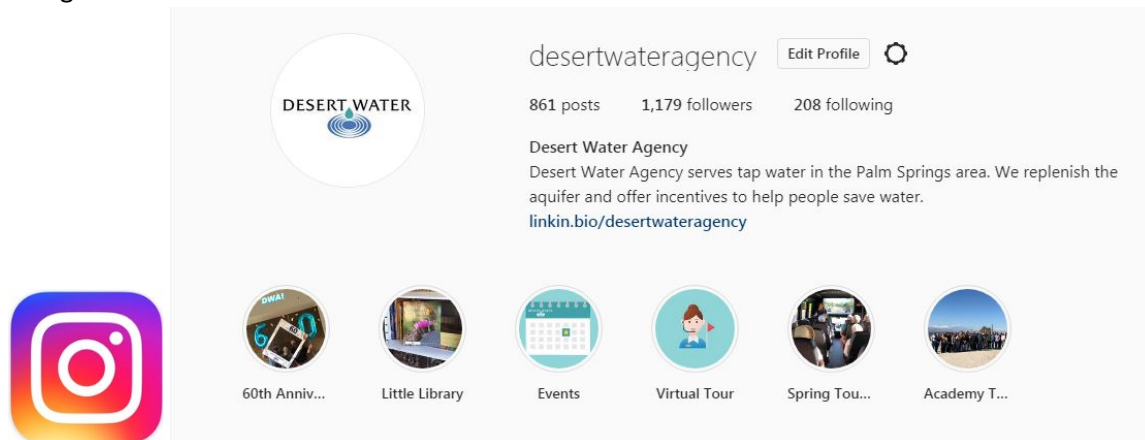 desertwateragency Edit Profile
DESERT WATER
861 posts 1,179 followers 208 following
Desert Water Agency
Desert Water Agency serves tap water in the Palm Springs area. We replenish the
aquifer and offer incentives to help people save water.
linkin.bio/desertwateragency
DWA!
60
60th Anniv... Little Library Events Virtual Tour Spring Tou... Academy T...